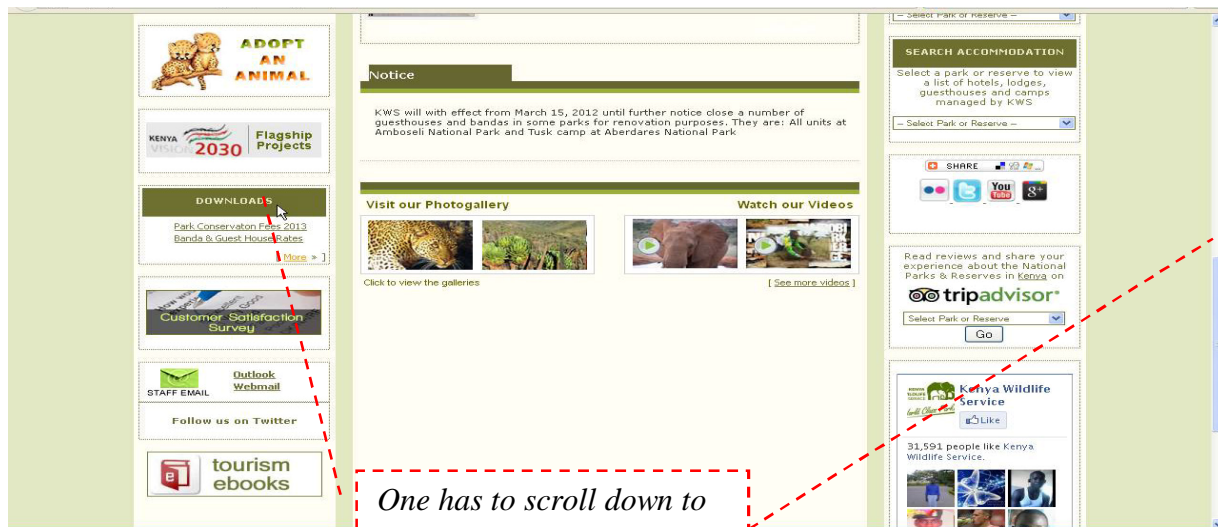 ADOPT
AN
ANIMAL
KENYA
VISION 2030
Flagship
Projects
DOWNLOADS
Park Conservaton Fees 2013
Banda & Guest House Rates
[ More » ]
Customer Satisfaction
Survey
STAFF EMAIL
Outlook
Webmail
Follow us on Twitter
tourism
ebooks
Notice
KWS will with effect from March 15, 2012 until further notice close a number of
guesthouses and bandas in some parks for renovation purposes. They are: All units at
Amboseli National Park and Tusk camp at Aberdares National Park
Visit our Photogallery
Watch our Videos
Click to view the galleries
[ See more videos ]
One has to scroll down to
-- Select Park or Reserve --
SEARCH ACCOMMODATION
Select a park or reserve to view
a list of hotels, lodges,
guesthouses and camps
managed by KWS
-- Select Park or Reserve --
SHARE
You
Tube
g+
Read reviews and share your
experience about the National
Parks & Reserves in Kenya on
tripadvisor
Select Park or Reserve
Go
Kenya Wildlife
Service
Like
31,591 people like Kenya
Wildlife Service.